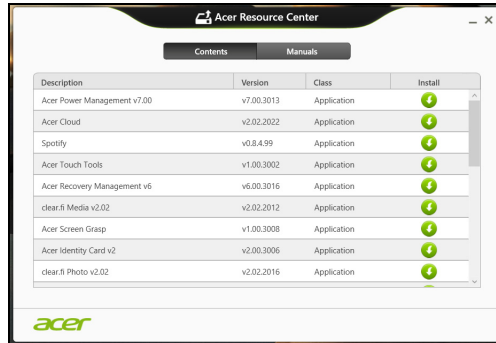 Acer Resource Center
Contents Manuals
Description Version Class Install
Acer Power Management v7.00 v7.00.3013 Application
Acer Cloud v2.02.2022 Application
Spotify v0.8.4.99 Application
Acer Touch Tools v1.00.3002 Application
Acer Recovery Management v6 v6.00.3016 Application
clear.fi Media v2.02 v2.02.2012 Application
Acer Screen Grasp v1.00.3008 Application
Acer Identity Card v2 v2.00.3006 Application
clear.fi Photo v2.02 v2.02.2016 Application
acer